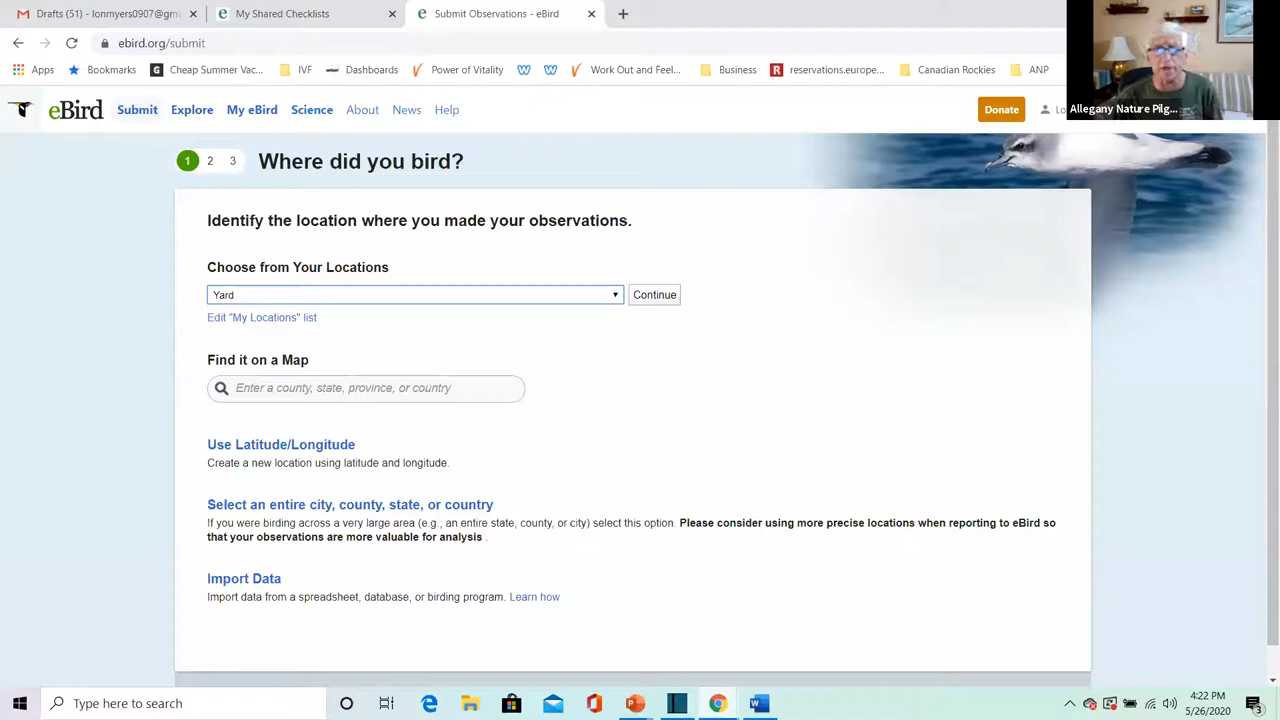 Drafts (51) - lonmyers0907@gm
My Shared Checklists
Submit Observations - eBird
ebird.org/submit
Apps
Bookmarks
Cheap Summer Vac...
IVF
Dashboards
Power of Vitality
Work Out and Feel...
Business
reservations.europe...
Canadian Rockies
ANP
Allegany Nature Pilg...
eBird
Submit
Explore
My eBird
Science
About
News
Help
Donate
Lo
1 2 3
Where did you bird?
Identify the location where you made your observations.
Choose from Your Locations
Yard
Continue
Edit "My Locations" list
Find it on a Map
Enter a county, state, province, or country
Use Latitude/Longitude
Create a new location using latitude and longitude.
Select an entire city, county, state, or country
If you were birding across a very large area (e.g., an entire state, county, or city) select this option. Please consider using more precise locations when reporting to eBird so
that your observations are more valuable for analysis .
Import Data
Import data from a spreadsheet, database, or birding program. Learn how
Type here to search
4:22 PM
5/26/2020
3